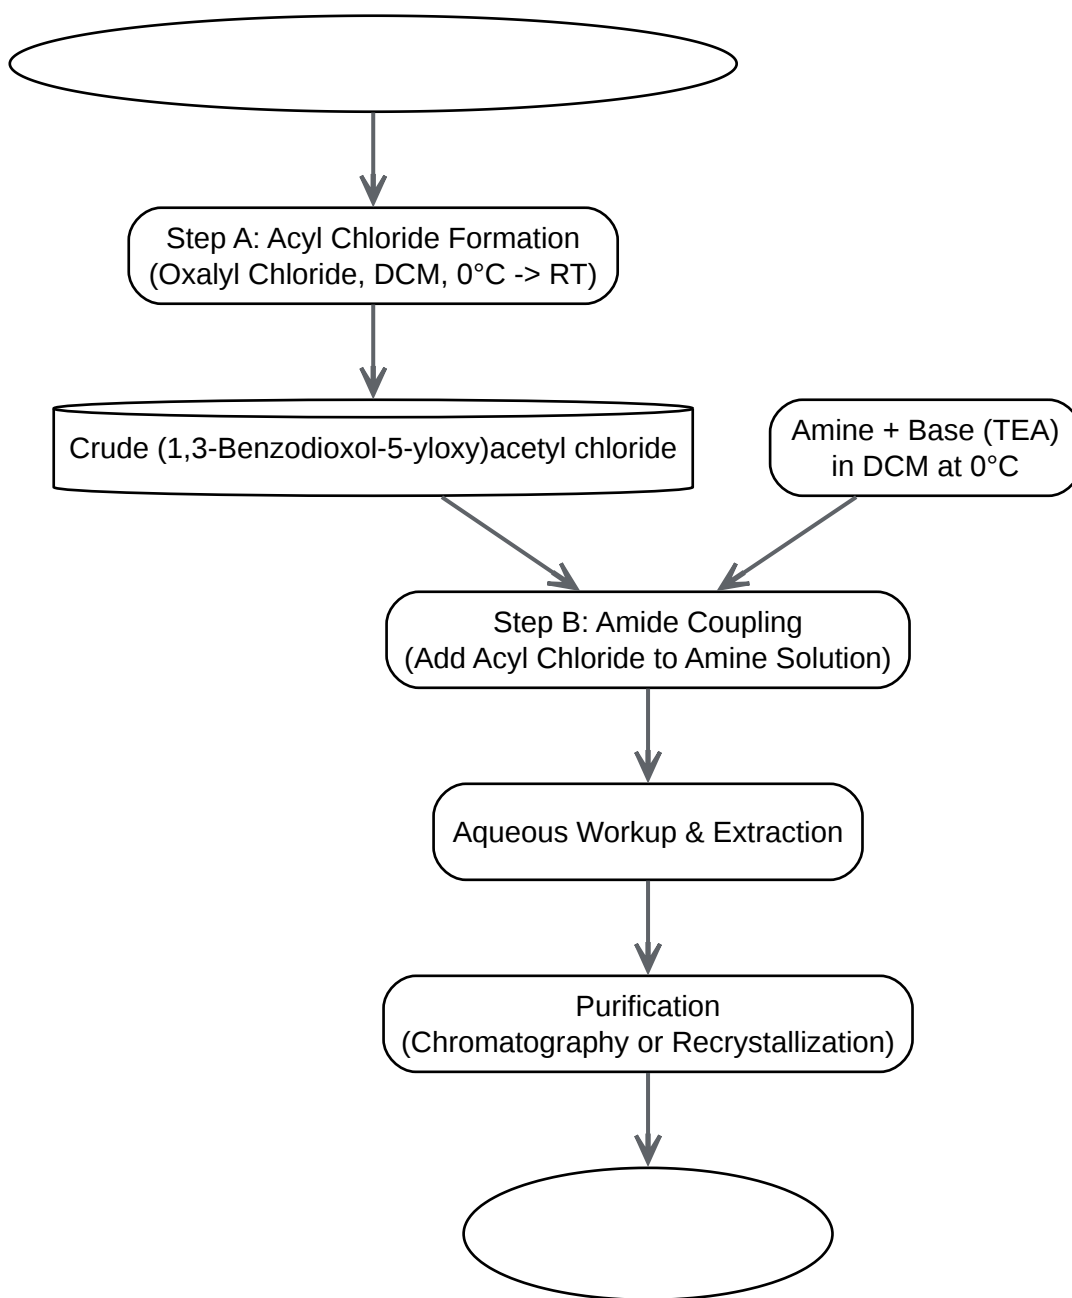 Step A: Acyl Chloride Formation
(Oxalyl Chloride, DCM, 0°C -> RT)
Crude (1,3-Benzodioxol-5-yloxy)acetyl chloride
Amine + Base (TEA)
in DCM at 0°C
Step B: Amide Coupling
(Add Acyl Chloride to Amine Solution)
Aqueous Workup & Extraction
Purification
(Chromatography or Recrystallization)